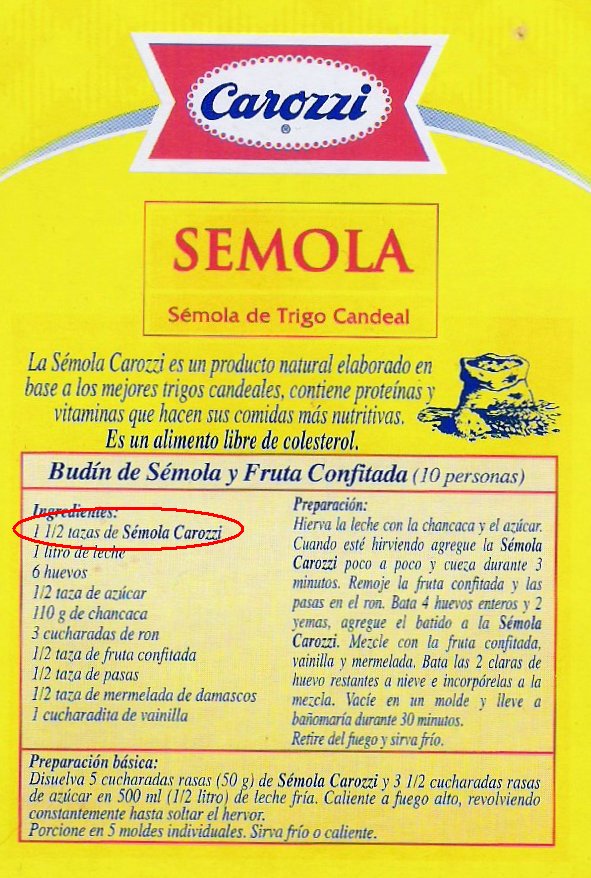 Carozzi
®
SEMOLA
Sémola de Trigo Candeal
La Sémola Carozzi es un producto natural elaborado en
base a los mejores trigos candeales, contiene proteínas y
vitaminas que hacen sus comidas más nutritivas.
Es un alimento libre de colesterol.
Budín de Sémola y Fruta Confitada (10 personas)
Ingredientes:
1 1/2 tazas de Sémola Carozzi
1 litro de leche
6 huevos
1/2 taza de azúcar
110 g de chancaca
3 cucharadas de ron
1/2 taza de fruta confitada
1/2 taza de pasas
1/2 taza de mermelada de damascos
1 cucharadita de vainilla
Preparación:
Hierva la leche con la chancaca y el azúcar.
Cuando esté hirviendo agregue la Sémola
Carozzi poco a poco y cueza durante 3
minutos. Remoje la fruta confitada y las
pasas en el ron. Bata 4 huevos enteros y 2
yemas, agregue el batido a la Sémola
Carozzi. Mezcle con la fruta confitada,
vainilla y mermelada. Bata las 2 claras de
huevo restantes a nieve e incorpórelas a la
mezcla. Vacíe en un molde y lleve a
bañomaría durante 30 minutos.
Retire del fuego y sirva frío.
Preparación básica:
Disuelva 5 cucharadas rasas (50 g) de Sémola Carozzi y 3 1/2 cucharadas rasas
de azúcar en 500 ml (1/2 litro) de leche fría. Caliente a fuego alto, revolviendo
constantemente hasta soltar el hervor.
Porcione en 5 moldes individuales. Sirva frío o caliente.